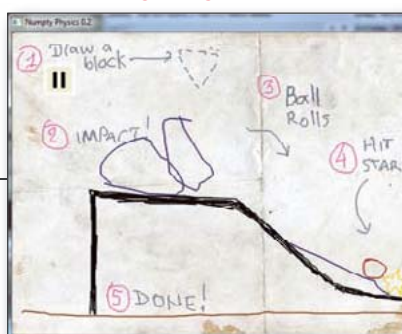 Numpty Physics 0.2
1 Draw a
block
2 IMPACT!
3 Ball
Rolls
4 HIT
STAR
5 DONE!